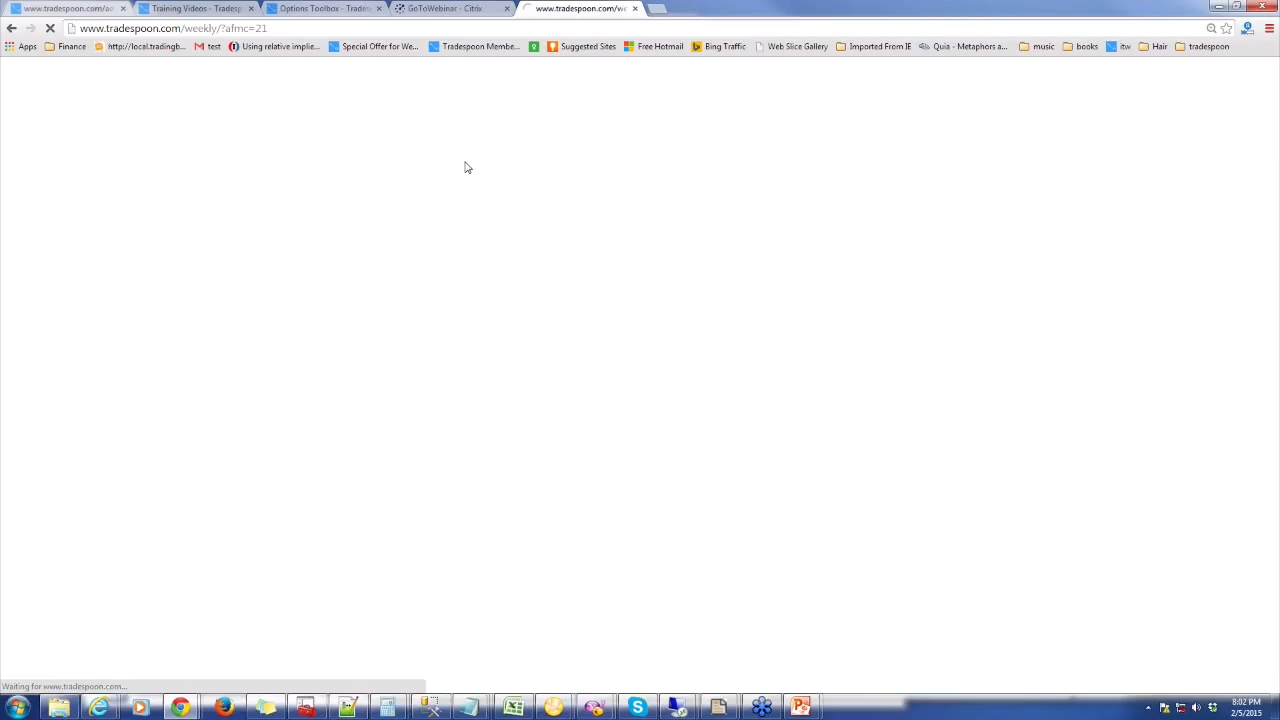 www.tradespoon.com/ad
Training Videos - Tradesp
Options Toolbox - Trades
GoToWebinar - Citrix
www.tradespoon.com/we
www.tradespoon.com/weekly/?afmc=21
Apps Finance http://local.tradingb... test Using relative implie... Special Offer for We... Tradespoon Membe... Suggested Sites Free Hotmail Bing Traffic Web Slice Gallery Imported From IE Quia - Metaphors a... music books itw Hair tradespoon
Waiting for www.tradespoon.com...
8:02 PM
2/5/2015